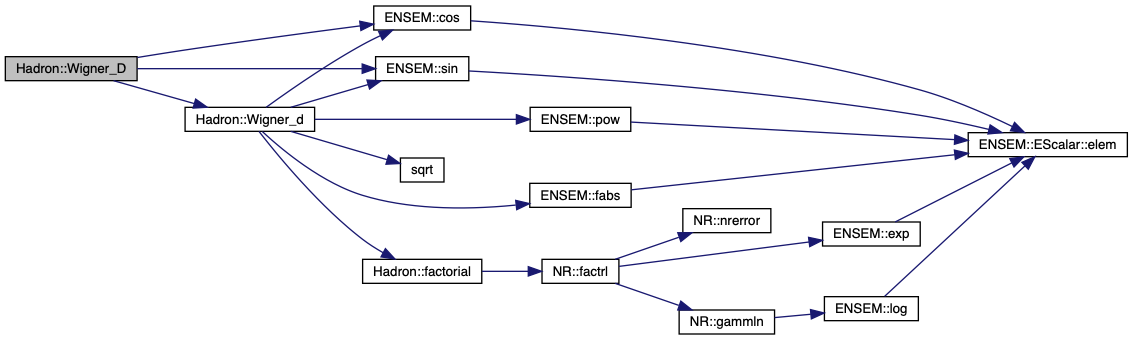 ENSEM::cos
Hadron::Wigner_D
ENSEM::sin
Hadron::Wigner_d
ENSEM::pow
ENSEM::EScalar::elem
sqrt
ENSEM::fabs
NR::nrerror
ENSEM::exp
Hadron::factorial
NR::factrl
ENSEM::log
NR::gammln